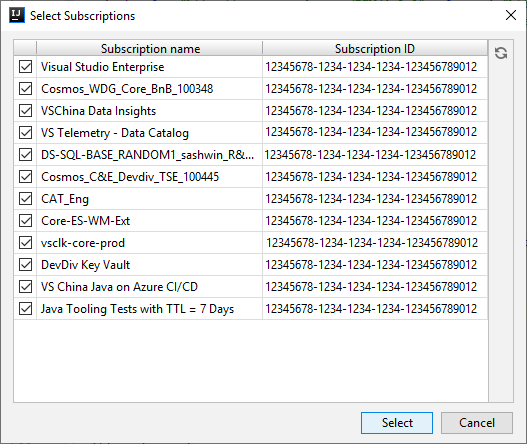 IJ Select Subscriptions
Subscription name Subscription ID
Visual Studio Enterprise 12345678-1234-1234-1234-123456789012
Cosmos_WDG_Core_BnB_100348 12345678-1234-1234-1234-123456789012
VSChina Data Insights 12345678-1234-1234-1234-123456789012
VS Telemetry - Data Catalog 12345678-1234-1234-1234-123456789012
DS-SQL-BASE_RANDOM1_sashwin_R&... 12345678-1234-1234-1234-123456789012
Cosmos_C&E_Devdiv_TSE_100445 12345678-1234-1234-1234-123456789012
CAT_Eng 12345678-1234-1234-1234-123456789012
Core-ES-WM-Ext 12345678-1234-1234-1234-123456789012
vsclk-core-prod 12345678-1234-1234-1234-123456789012
DevDiv Key Vault 12345678-1234-1234-1234-123456789012
VS China Java on Azure CI/CD 12345678-1234-1234-1234-123456789012
Java Tooling Tests with TTL = 7 Days 12345678-1234-1234-1234-123456789012
Select Cancel